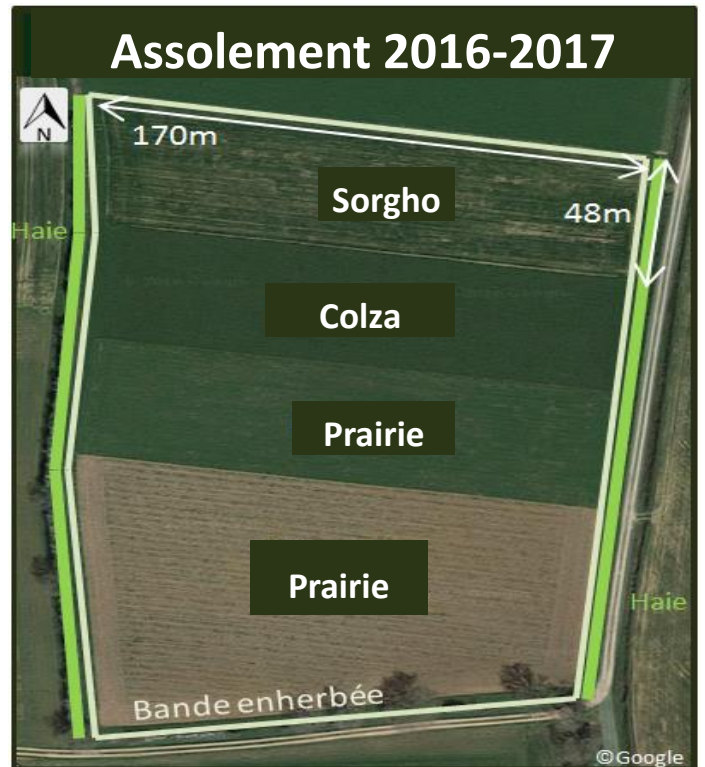 Assolement 2016-2017
N
170m
Sorgho
48m
Haie
Colza
Prairie
Prairie
Haie
Bande enherbée
©Google